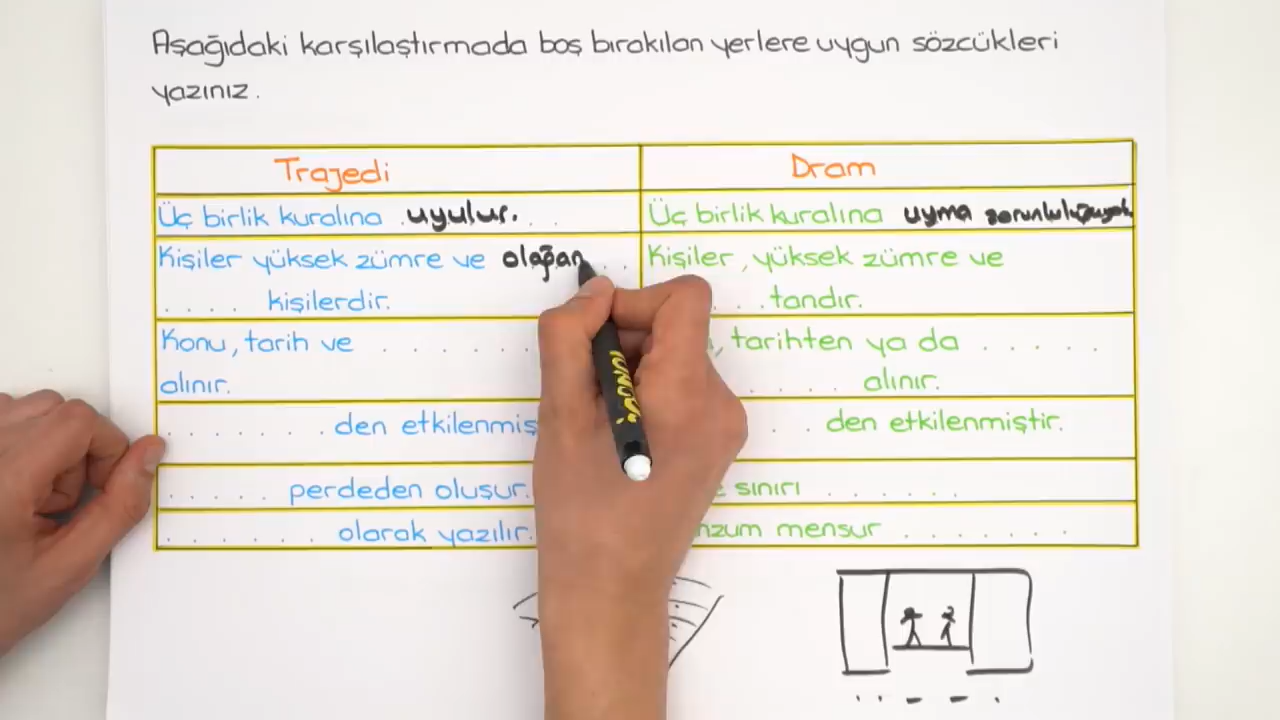 Aşağıdaki karşılaştırmada boş bırakılan yerlere uygun sözcükleri
yazınız.
Trajedi
Dram
Üç birlik kuralına .uyulur. . .
Üç birlik kuralına uyma zorunluluğu yok
Kişiler yüksek zümre ve olağan . .
. . . . kişilerdir.
Kişiler, yüksek zümre ve
. . tandır.
Konu, tarih ve . . . . . .
alınır.
, tarihten ya da . . . . .
. . . . alınır.
. . . . . . . den etkilenmiş
. . . den etkilenmiştir.
. . . . . perdeden oluşur.
sınırı . . . . . .
. . . . . . olarak yazılır.
nzum mensur . . . . . . .